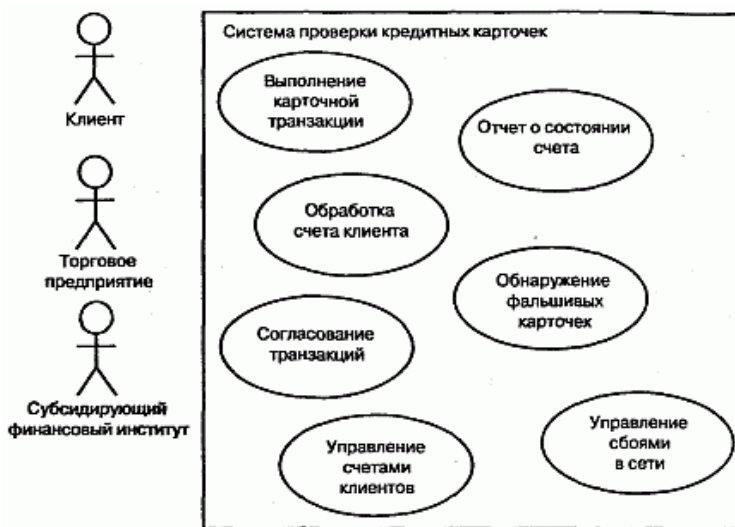 Система проверки кредитных карточек
Клиент
Торговое
предприятие
Субсидирующий
финансовый институт
Выполнение
карточной
транзакции
Отчет о состоянии
счета
Обработка
счета клиента
Обнаружение
фальшивых
карточек
Согласование
транзакций
Управление
счетами
клиентов
Управление
сбоями
в сети